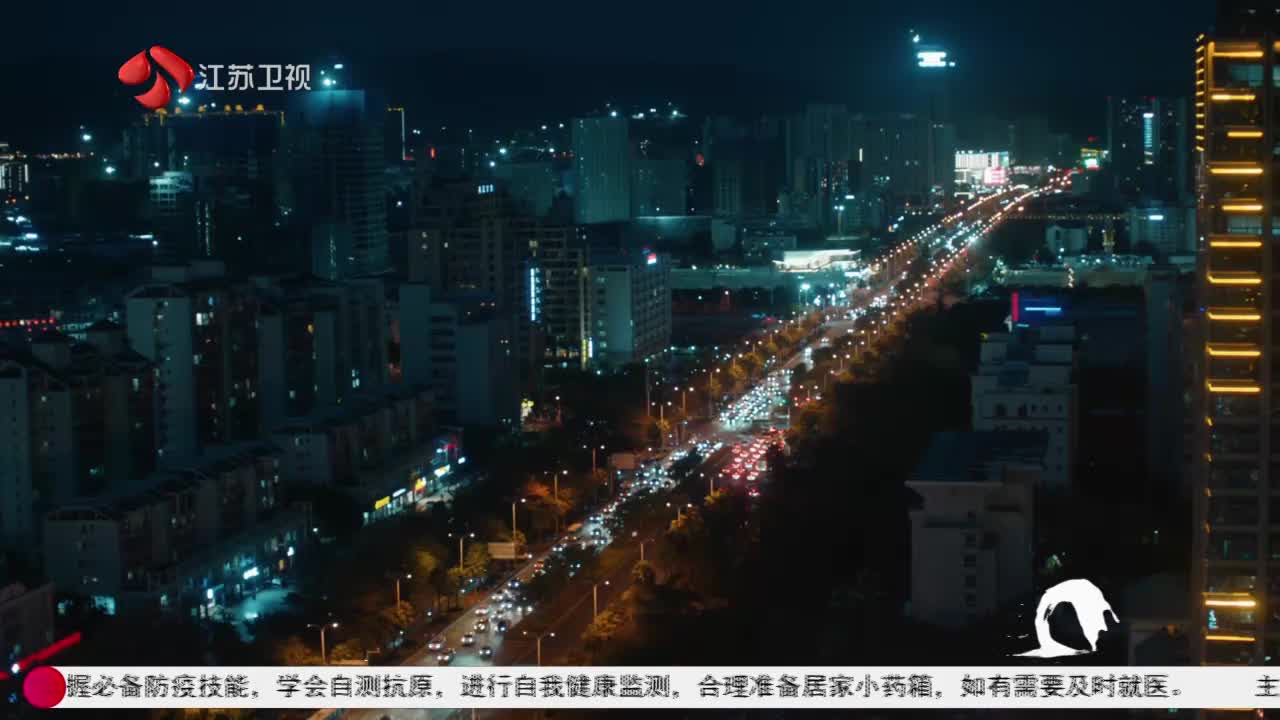 江苏卫视
握必备防疫技能，学会自测抗原，进行自我健康监测，合理准备居家小药箱，如有需要及时就医。 主